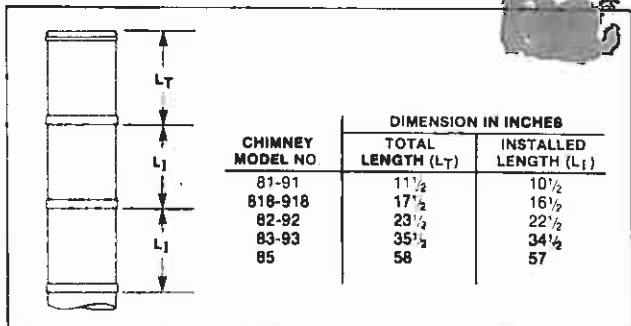 LT
LI
LI
DIMENSION IN INCHES
CHIMNEY MODEL NO.
TOTAL LENGTH (LT)
INSTALLED LENGTH (LI)
81-91 11½ 10½
818-918 17½ 16½
82-92 23½ 22½
83-93 35½ 34½
85 58 57